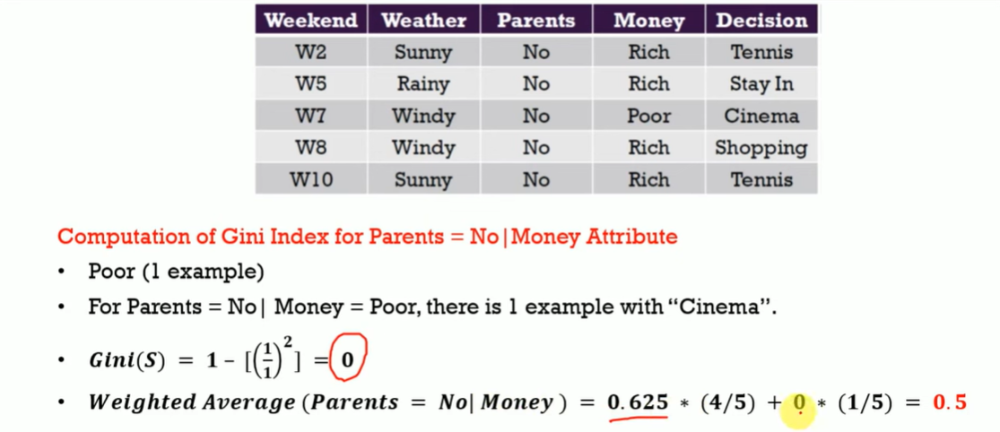 Weekend Weather Parents Money Decision
W2 Sunny No Rich Tennis
W5 Rainy No Rich Stay In
W7 Windy No Poor Cinema
W8 Windy No Rich Shopping
W10 Sunny No Rich Tennis
Computation of Gini Index for Parents = No|Money Attribute
• Poor (1 example)
• For Parents = No| Money = Poor, there is 1 example with “Cinema”.
• Gini(S) = 1 - [(1/1)²] = 0
• Weighted Average (Parents = No| Money ) = 0.625 * (4/5) + 0 * (1/5) = 0.5